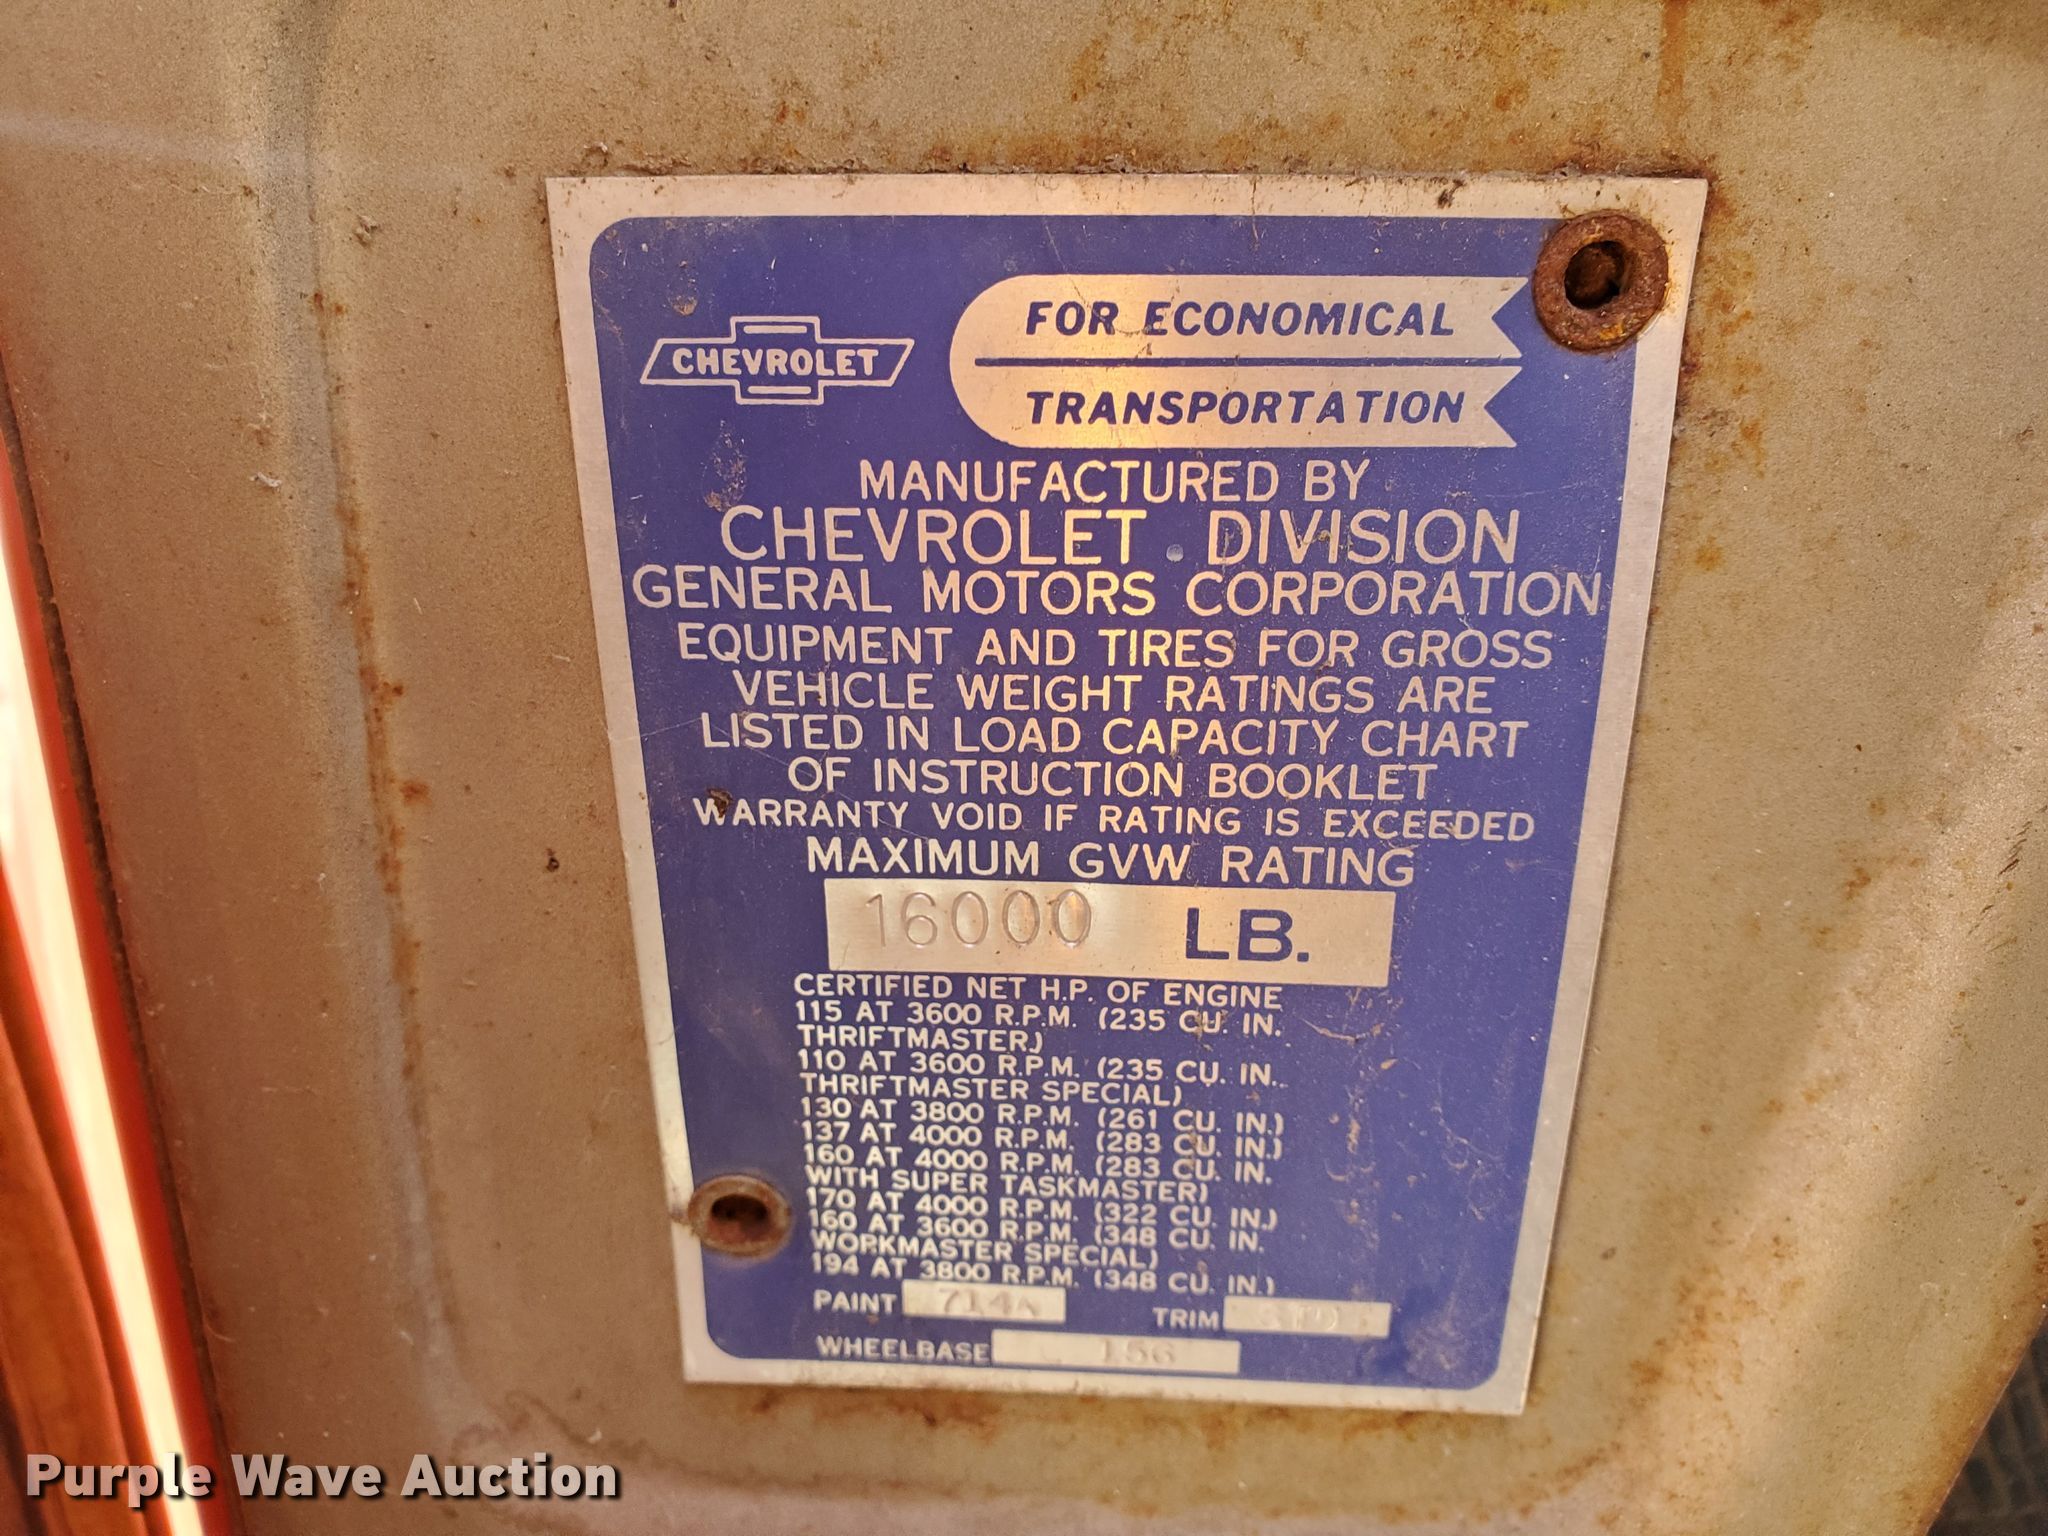 CHEVROLET
FOR ECONOMICAL
TRANSPORTATION
MANUFACTURED BY
CHEVROLET DIVISION
GENERAL MOTORS CORPORATION
EQUIPMENT AND TIRES FOR GROSS
VEHICLE WEIGHT RATINGS ARE
LISTED IN LOAD CAPACITY CHART
OF INSTRUCTION BOOKLET
WARRANTY VOID IF RATING IS EXCEEDED
MAXIMUM GVW RATING
16000 LB.
CERTIFIED NET H.P. OF ENGINE
115 AT 3600 R.P.M. (235 CU. IN.
THRIFTMASTER)
110 AT 3600 R.P.M. (235 CU. IN.
THRIFTMASTER SPECIAL)
130 AT 3800 R.P.M. (261 CU. IN.)
137 AT 4000 R.P.M. (283 CU. IN.)
160 AT 4000 R.P.M. (283 CU. IN.
WITH SUPER TASKMASTER)
170 AT 4000 R.P.M. (322 CU. IN.)
160 AT 3600 R.P.M. (348 CU. IN.
WORKMASTER SPECIAL)
194 AT 3800 R.P.M. (348 CU. IN.)
PAINT 714A TRIM
WHEELBASE 156
Purple Wave Auction